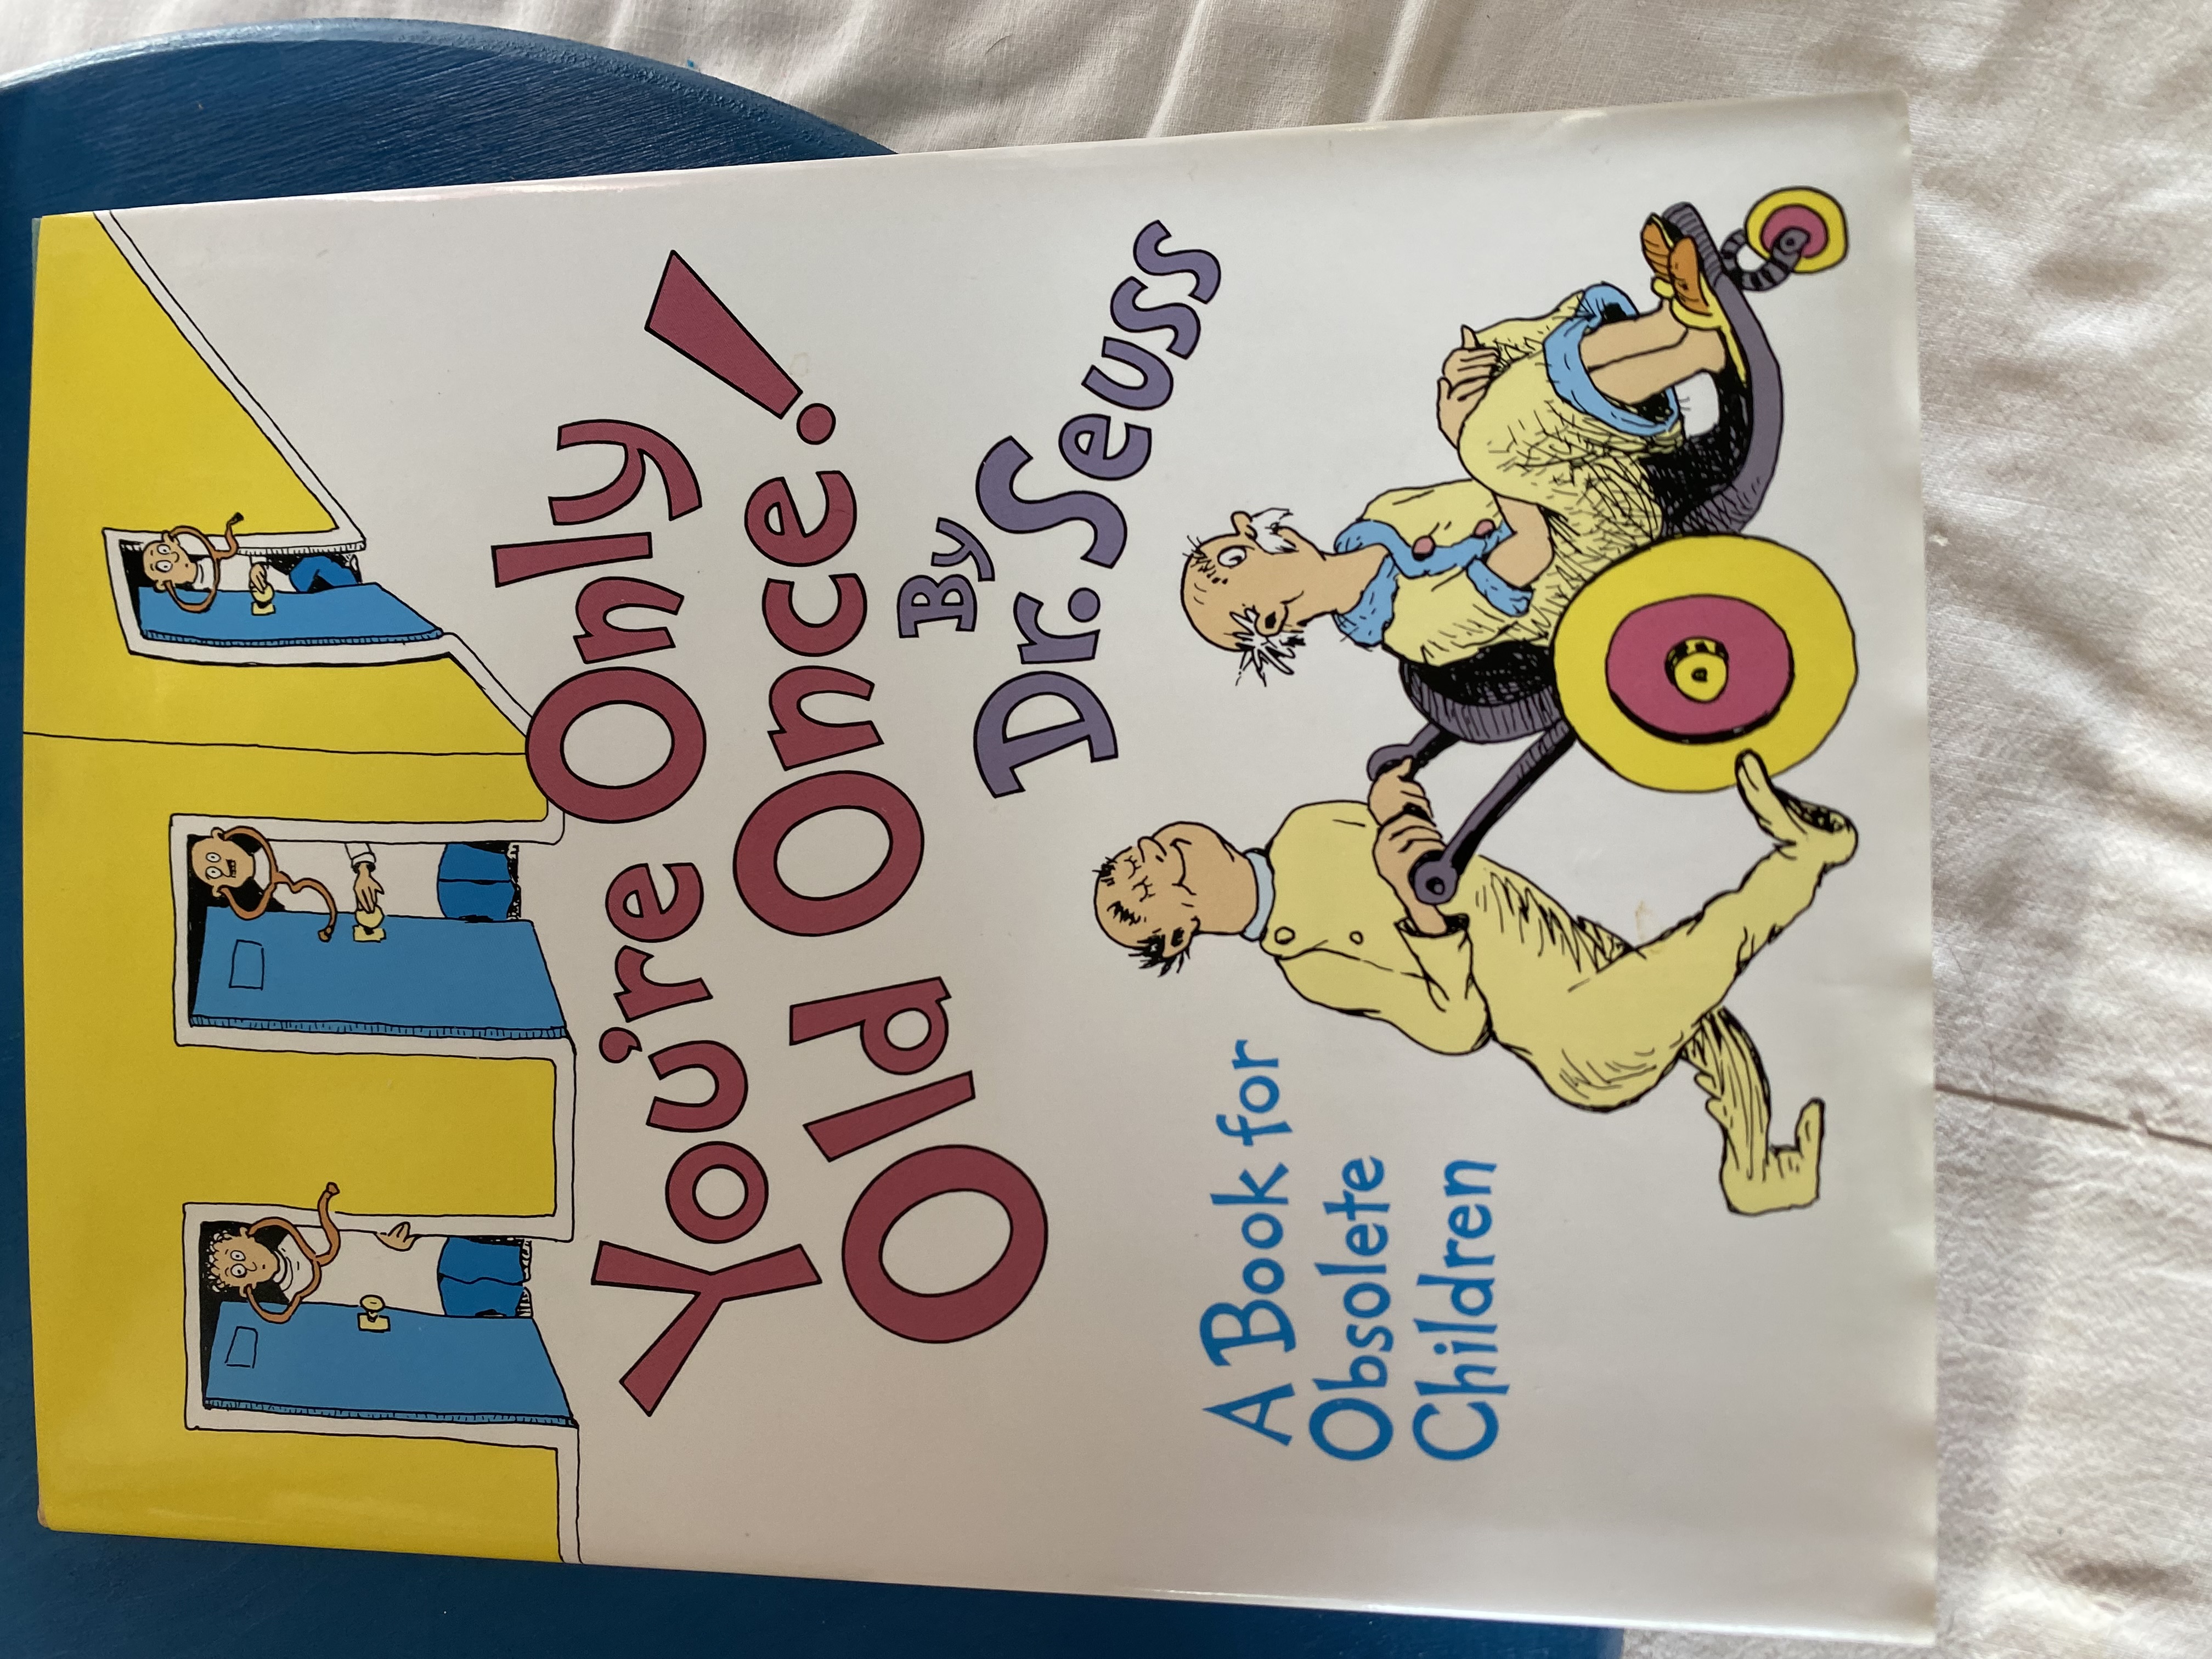 You're Only
Old Once!
By
Dr. Seuss
A Book for
Obsolete
Children